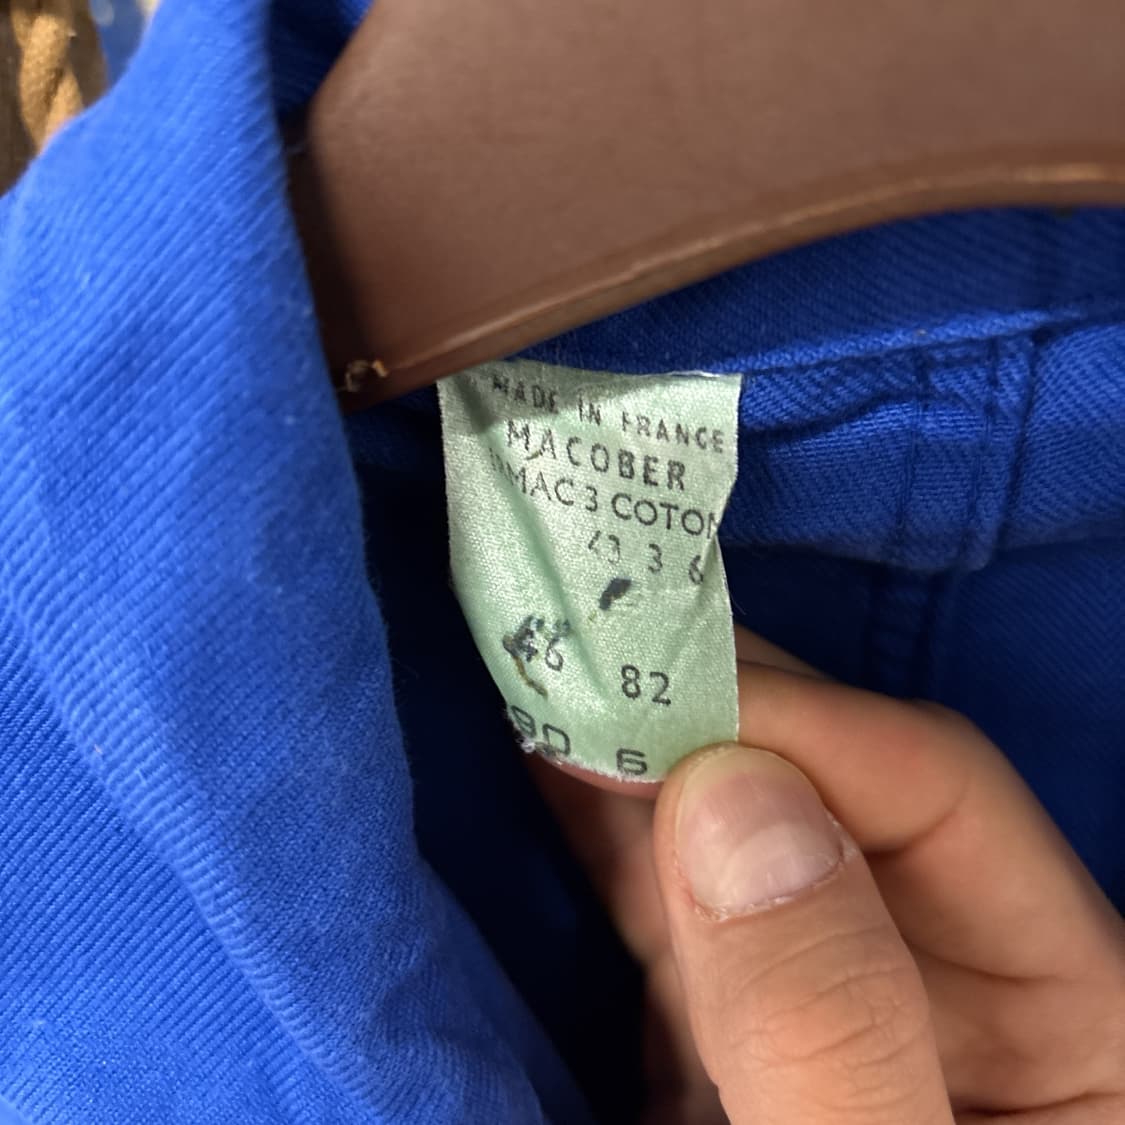 MADE IN FRANCE
MACOBER
MAC 3 COTON
43 3 6
46 82
90 6